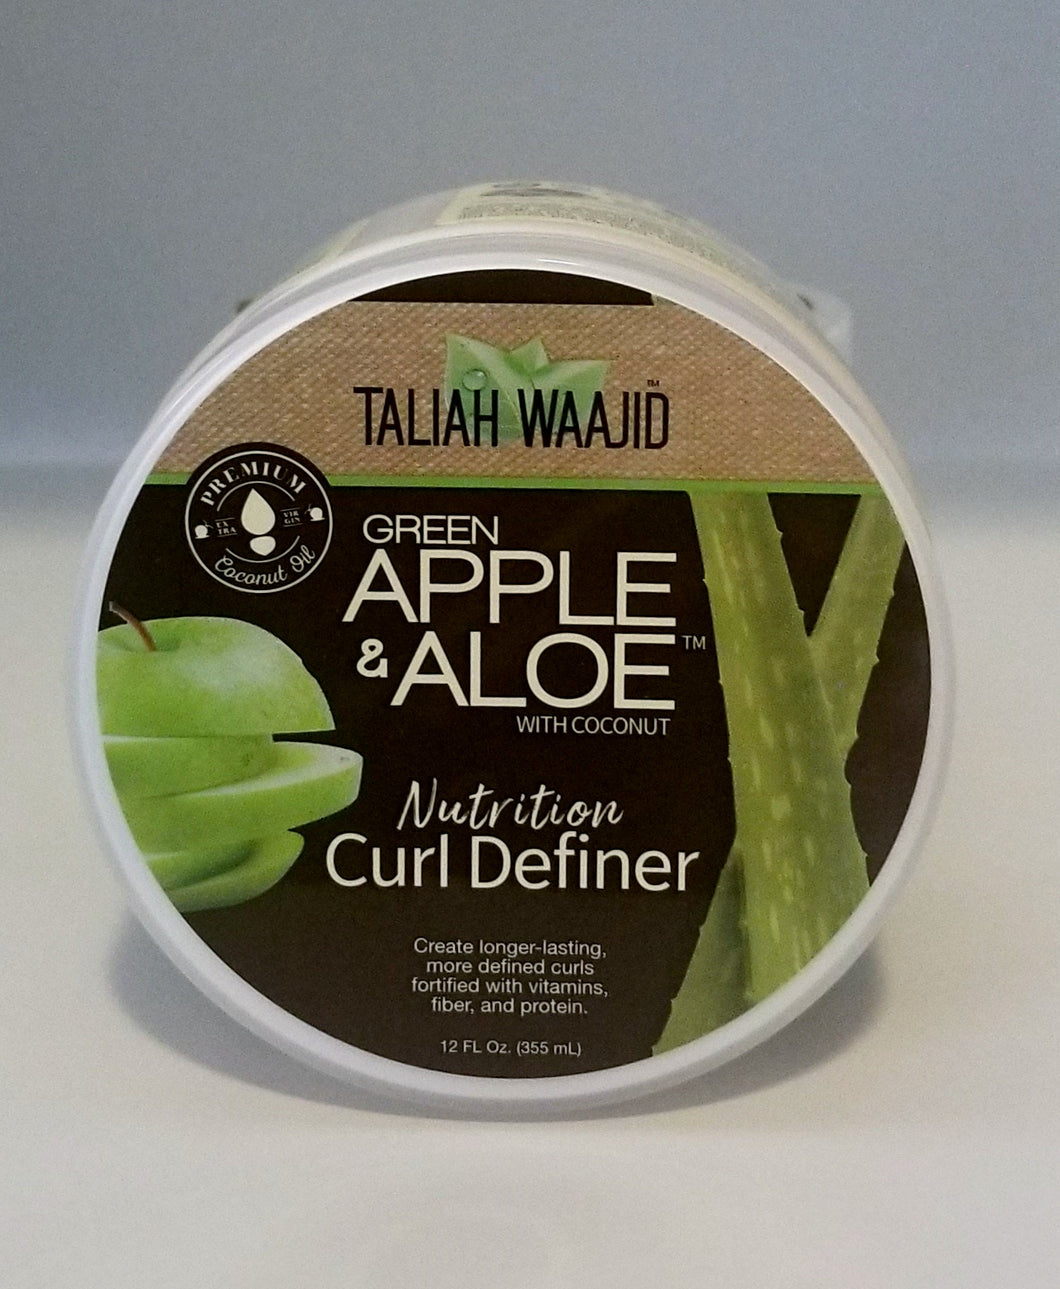 TALIAH WAAJID™
PREMIUM
EX
TRA
VIR
GIN
Coconut Oil
GREEN
APPLE
& ALOE™
WITH COCONUT
Nutrition
Curl Definer
Create longer-lasting,
more defined curls
fortified with vitamins,
fiber, and protein.
12 FL Oz. (355 mL)